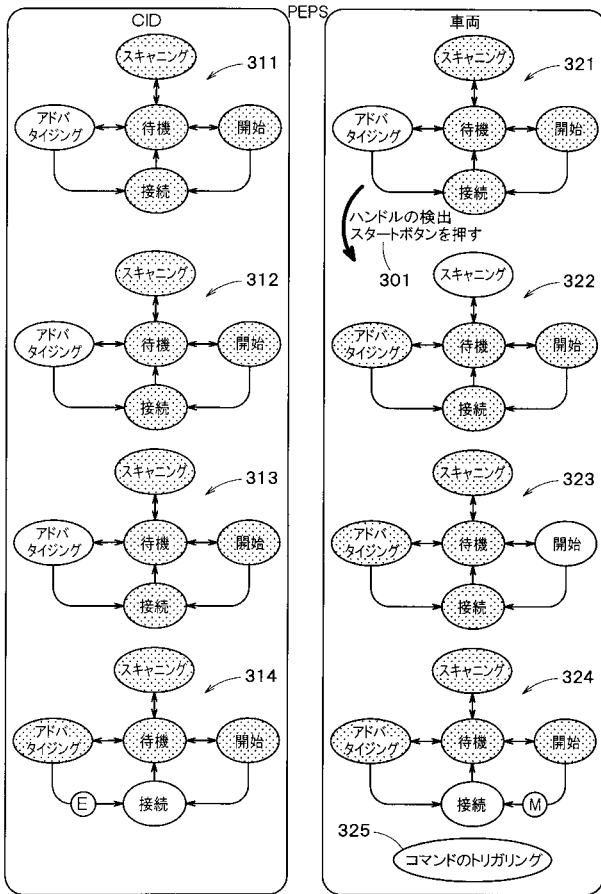 PEPS
CID
スキャニング
311
アドバ
タイジング
待機
開始
接続
スキャニング
312
アドバ
タイジング
待機
開始
接続
スキャニング
313
アドバ
タイジング
待機
開始
接続
スキャニング
314
アドバ
タイジング
待機
開始
E
接続
車両
スキャニング
321
アドバ
タイジング
待機
開始
接続
ハンドルの検出
スタートボタンを押す
301
スキャニング
322
アドバ
タイジング
待機
開始
接続
スキャニング
323
アドバ
タイジング
待機
開始
接続
スキャニング
324
アドバ
タイジング
待機
開始
接続
M
325
コマンドのトリガリング